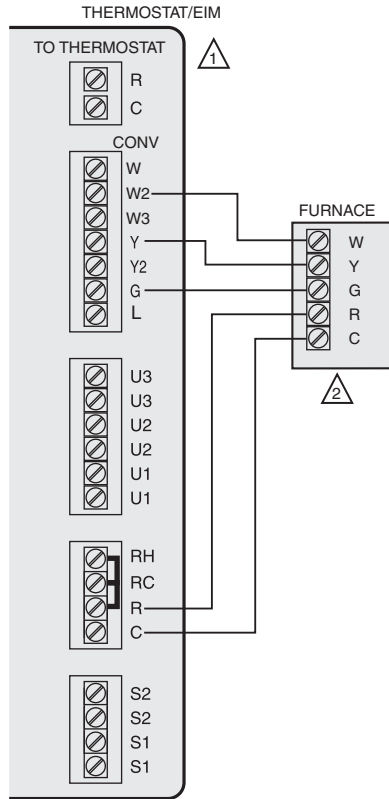 THERMOSTAT/EIM
TO THERMOSTAT
1
R
C
CONV
W
W2
W3
Y
Y2
G
L
U3
U3
U2
U2
U1
U1
RH
RC
R
C
S2
S2
S1
S1
FURNACE
W
Y
G
R
C
2